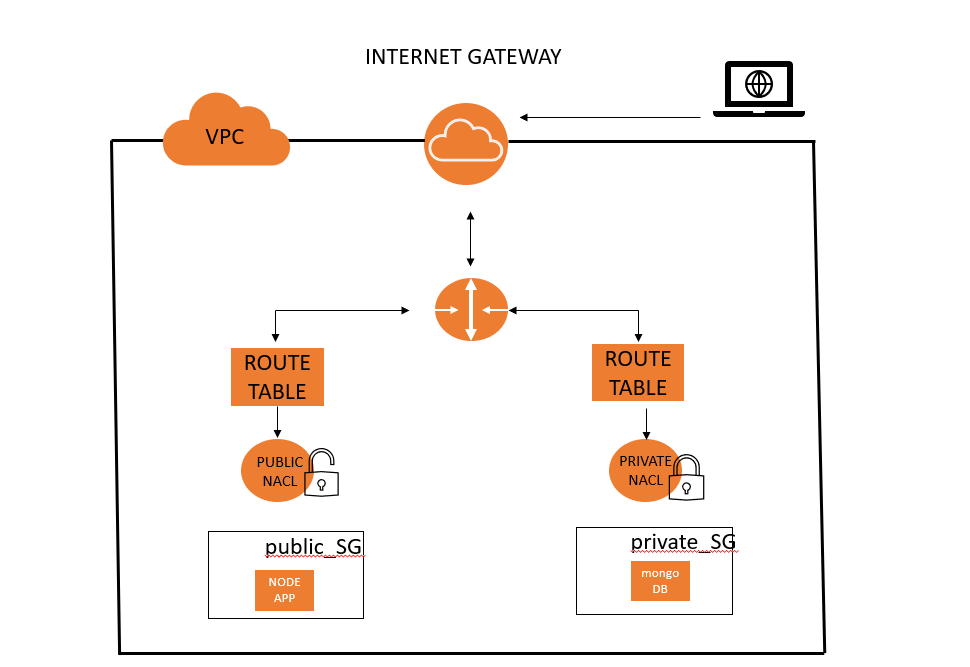 INTERNET GATEWAY
VPC
ROUTE
TABLE
ROUTE
TABLE
PUBLIC
NACL
PRIVATE
NACL
public_SG
private_SG
NODE
APP
mongo
DB